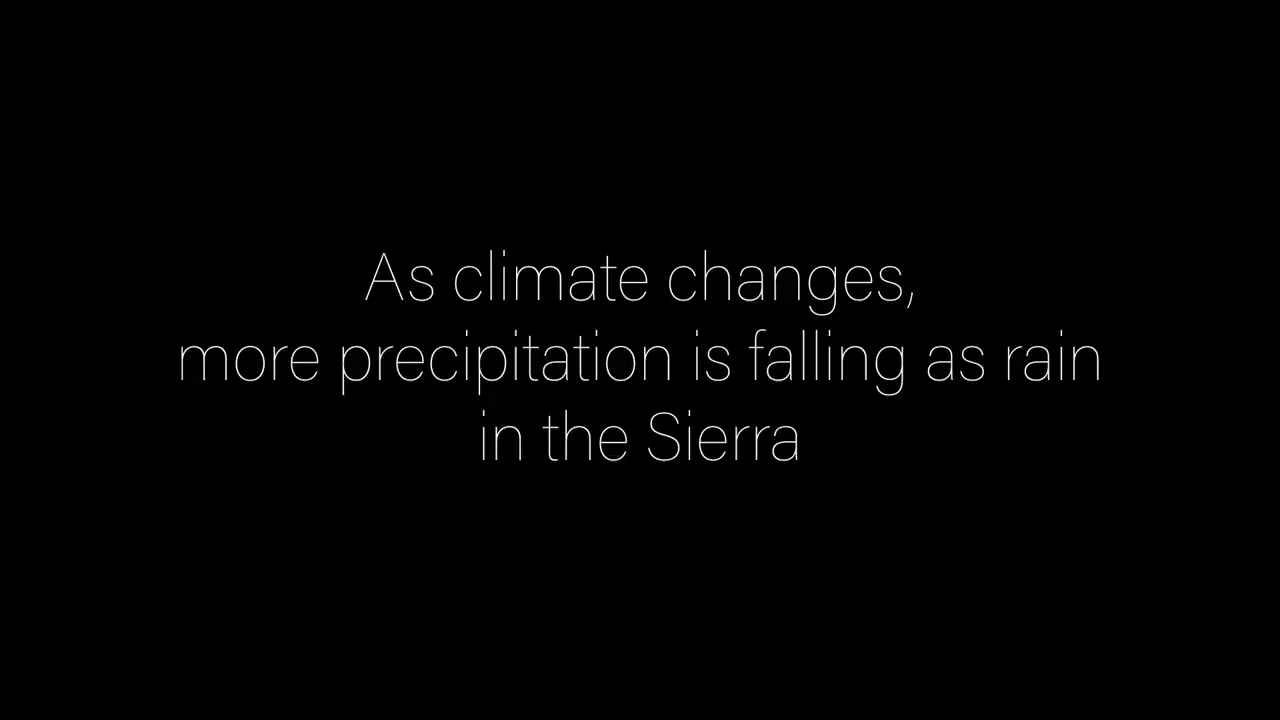 As climate changes,
more precipitation is falling as rain
in the Sierra